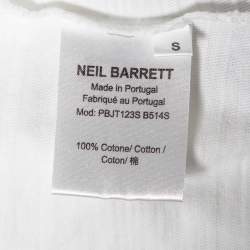 S
NEIL BARRETT
Made in Portugal
Fabriqué au Portugal
Mod: PBJT123S B514S
100% Cotone/ Cotton /
Coton/ 棉